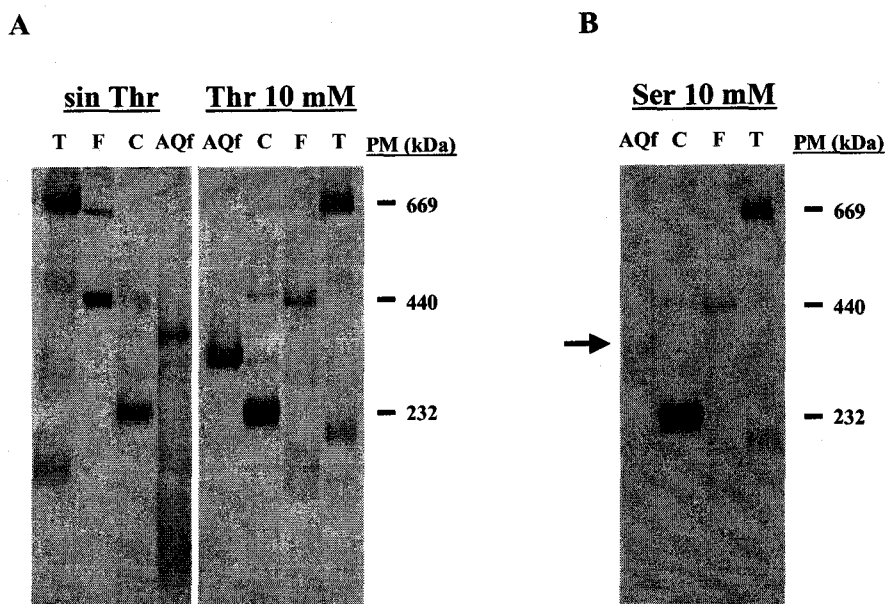 A
B
sin Thr Thr 10 mM
T F C AQf AQf C F T PM (kDa)
669
440
232
Ser 10 mM
AQf C F T PM (kDa)
669
440
232